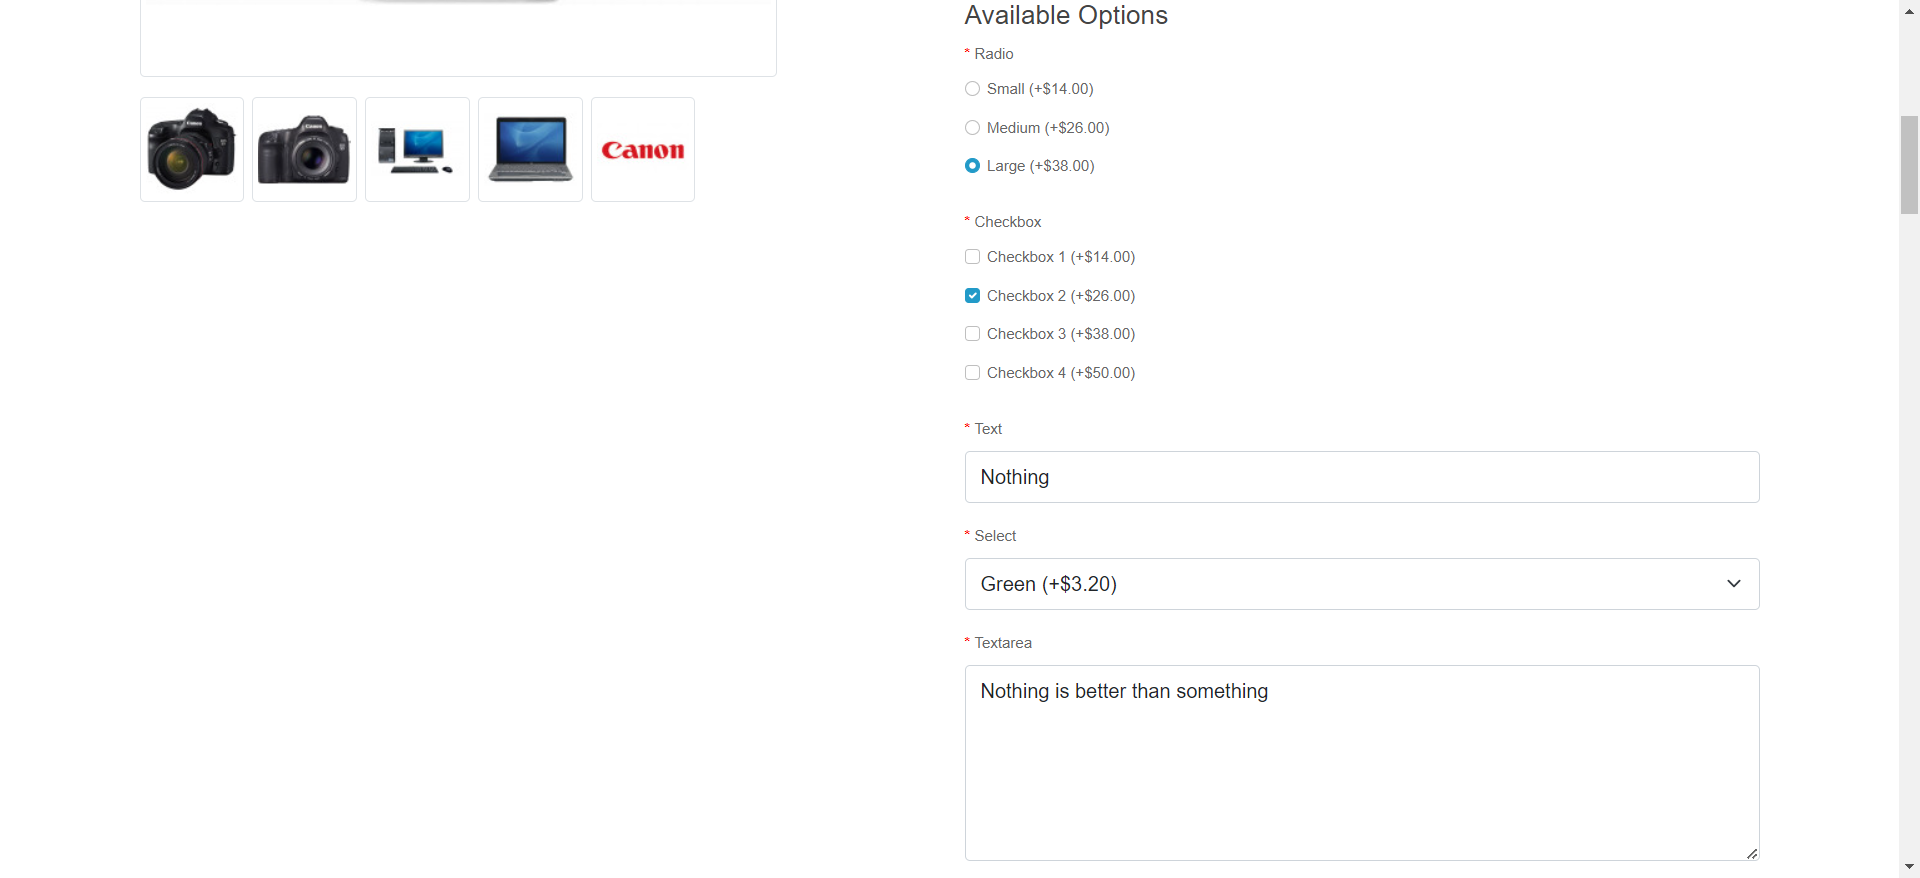 Available Options
* Radio
Small (+$14.00)
Medium (+$26.00)
Large (+$38.00)
* Checkbox
Checkbox 1 (+$14.00)
Checkbox 2 (+$26.00)
Checkbox 3 (+$38.00)
Checkbox 4 (+$50.00)
* Text
Nothing
* Select
Green (+$3.20)
* Textarea
Nothing is better than something
Canon